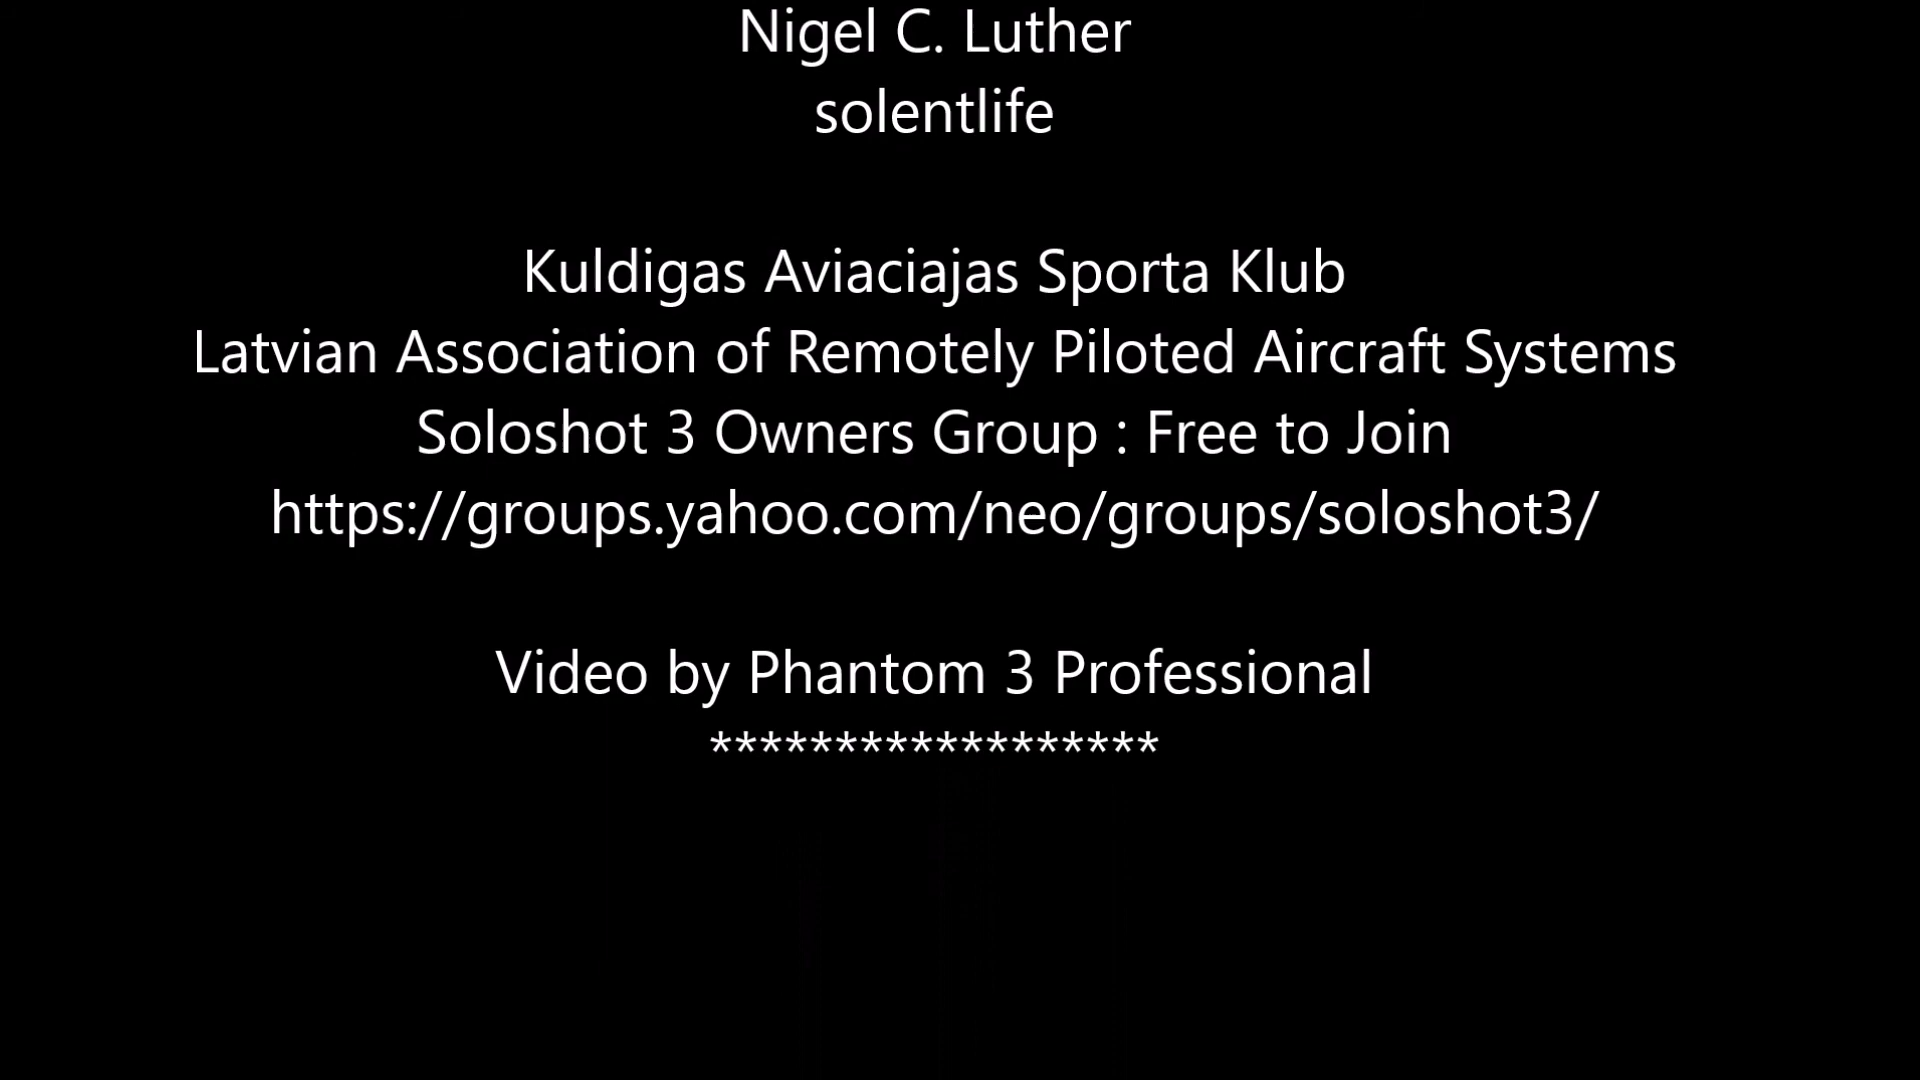 Nigel C. Luther
solentlife
Kuldigas Aviaciajas Sporta Klub
Latvian Association of Remotely Piloted Aircraft Systems
Soloshot 3 Owners Group : Free to Join
https://groups.yahoo.com/neo/groups/soloshot3/
Video by Phantom 3 Professional
******************